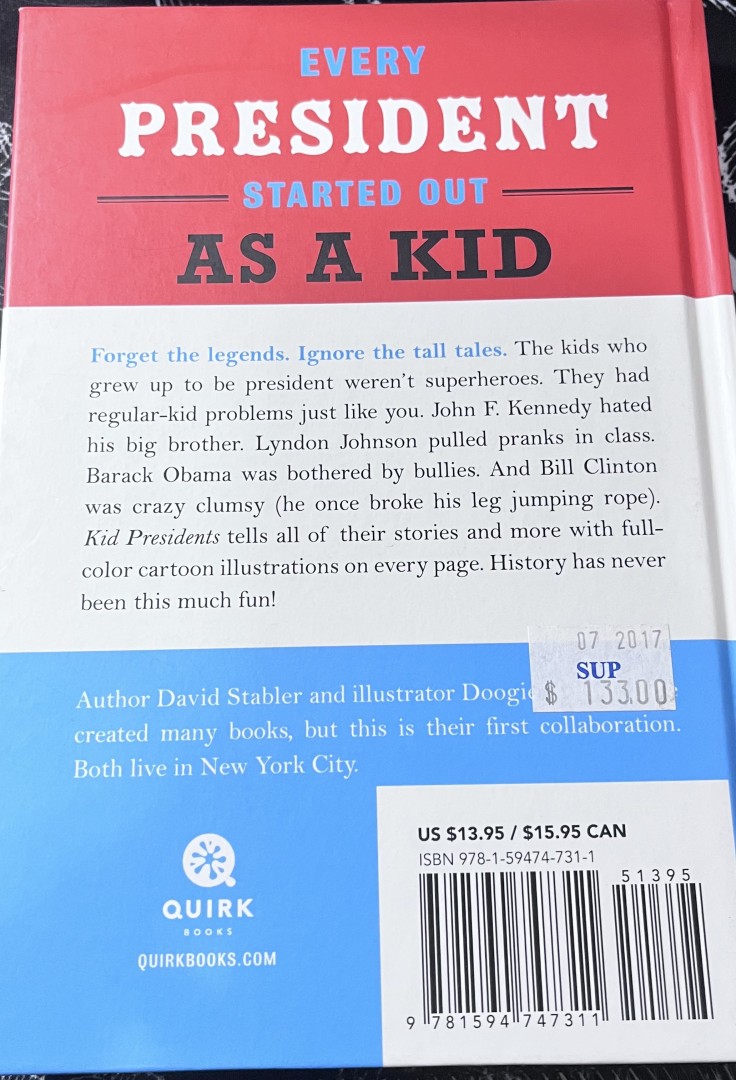 EVERY
PRESIDENT
STARTED OUT
AS A KID
Forget the legends. Ignore the tall tales. The kids who
grew up to be president weren't superheroes. They had
regular-kid problems just like you. John F. Kennedy hated
his big brother. Lyndon Johnson pulled pranks in class.
Barack Obama was bothered by bullies. And Bill Clinton
was crazy clumsy (he once broke his leg jumping rope).
Kid Presidents tells all of their stories and more with full-
color cartoon illustrations on every page. History has never
been this much fun!
07 2017
SUP
$ 133.00
Author David Stabler and illustrator Doogie
created many books, but this is their first collaboration.
Both live in New York City.
QUIRK
BOOKS
QUIRKBOOKS.COM
US $13.95 / $15.95 CAN
ISBN 978-1-59474-731-1
51395
9 781594 747311